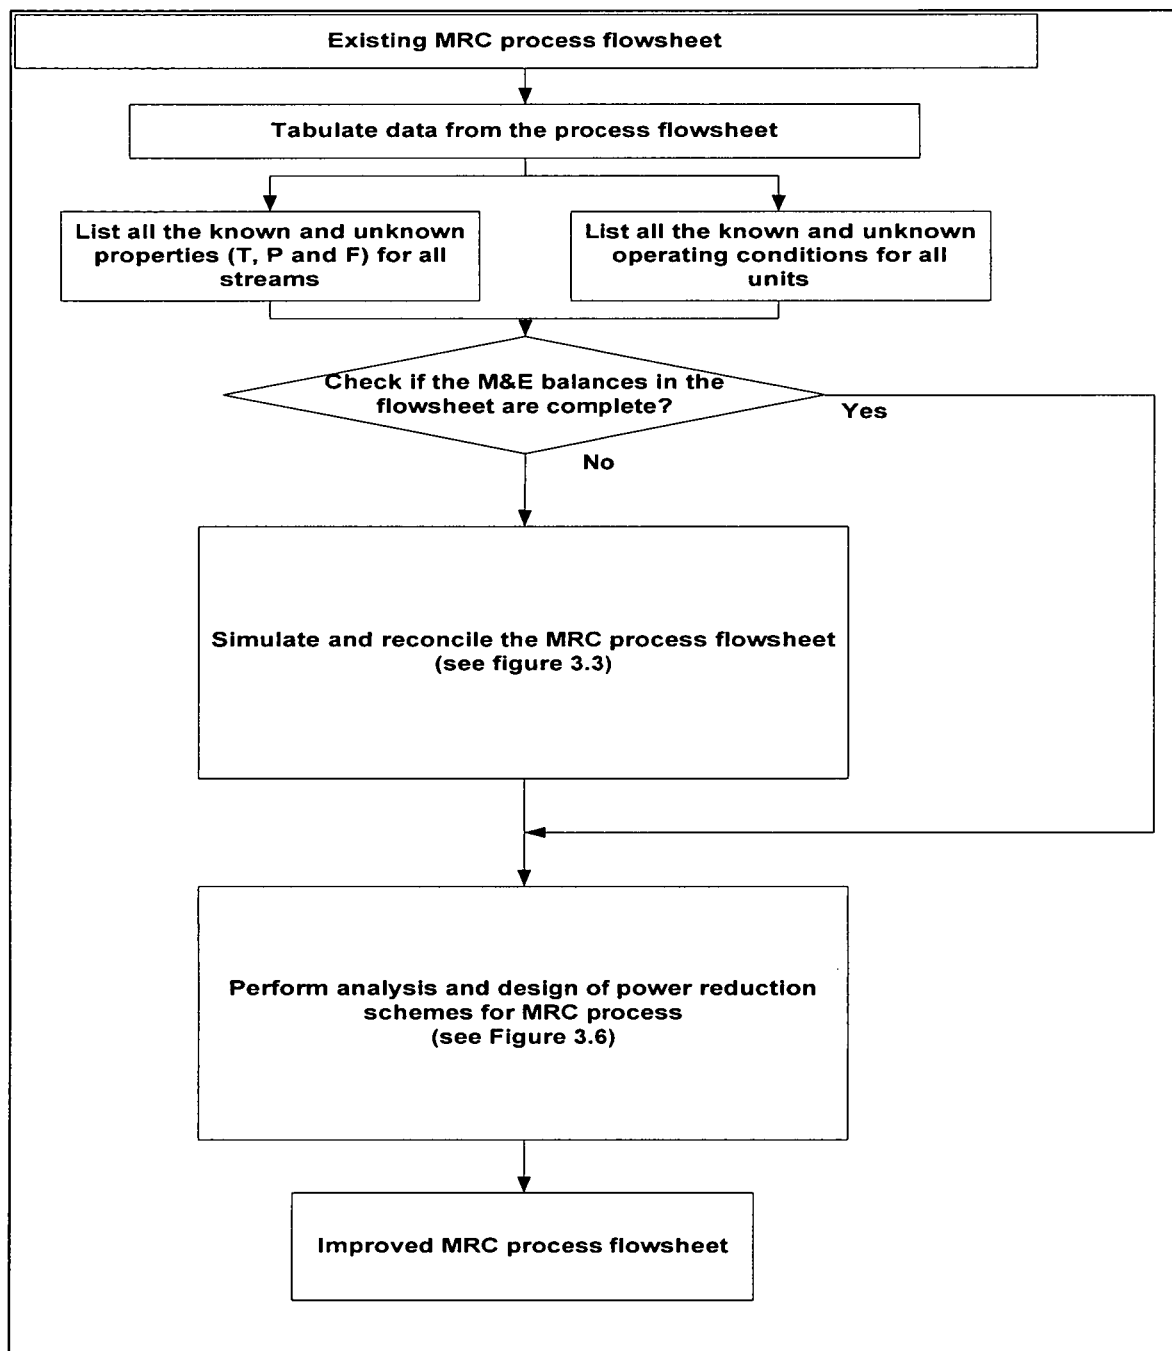 Existing MRC process flowsheet
Tabulate data from the process flowsheet
List all the known and unknown
properties (T, P and F) for all
streams
List all the known and unknown
operating conditions for all
units
Check if the M&E balances in the
flowsheet are complete?
Yes
No
Simulate and reconcile the MRC process flowsheet
(see figure 3.3)
Perform analysis and design of power reduction
schemes for MRC process
(see Figure 3.6)
Improved MRC process flowsheet